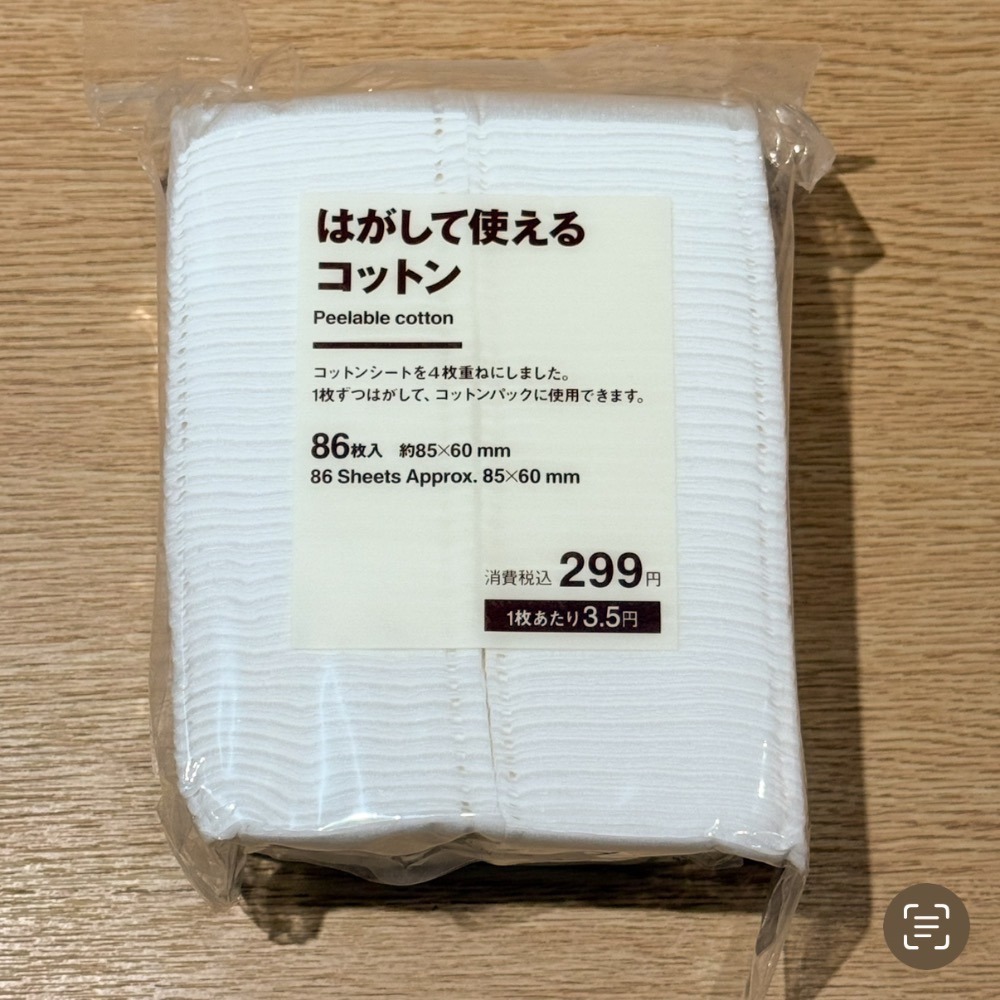 はがして使える
コットン
Peelable cotton
コットンシートを4枚重ねにしました。
1枚ずつはがして、コットンパックに使用できます。
86枚入 約85×60 mm
86 Sheets Approx. 85×60 mm
消費税込 299円
1枚あたり3.5円